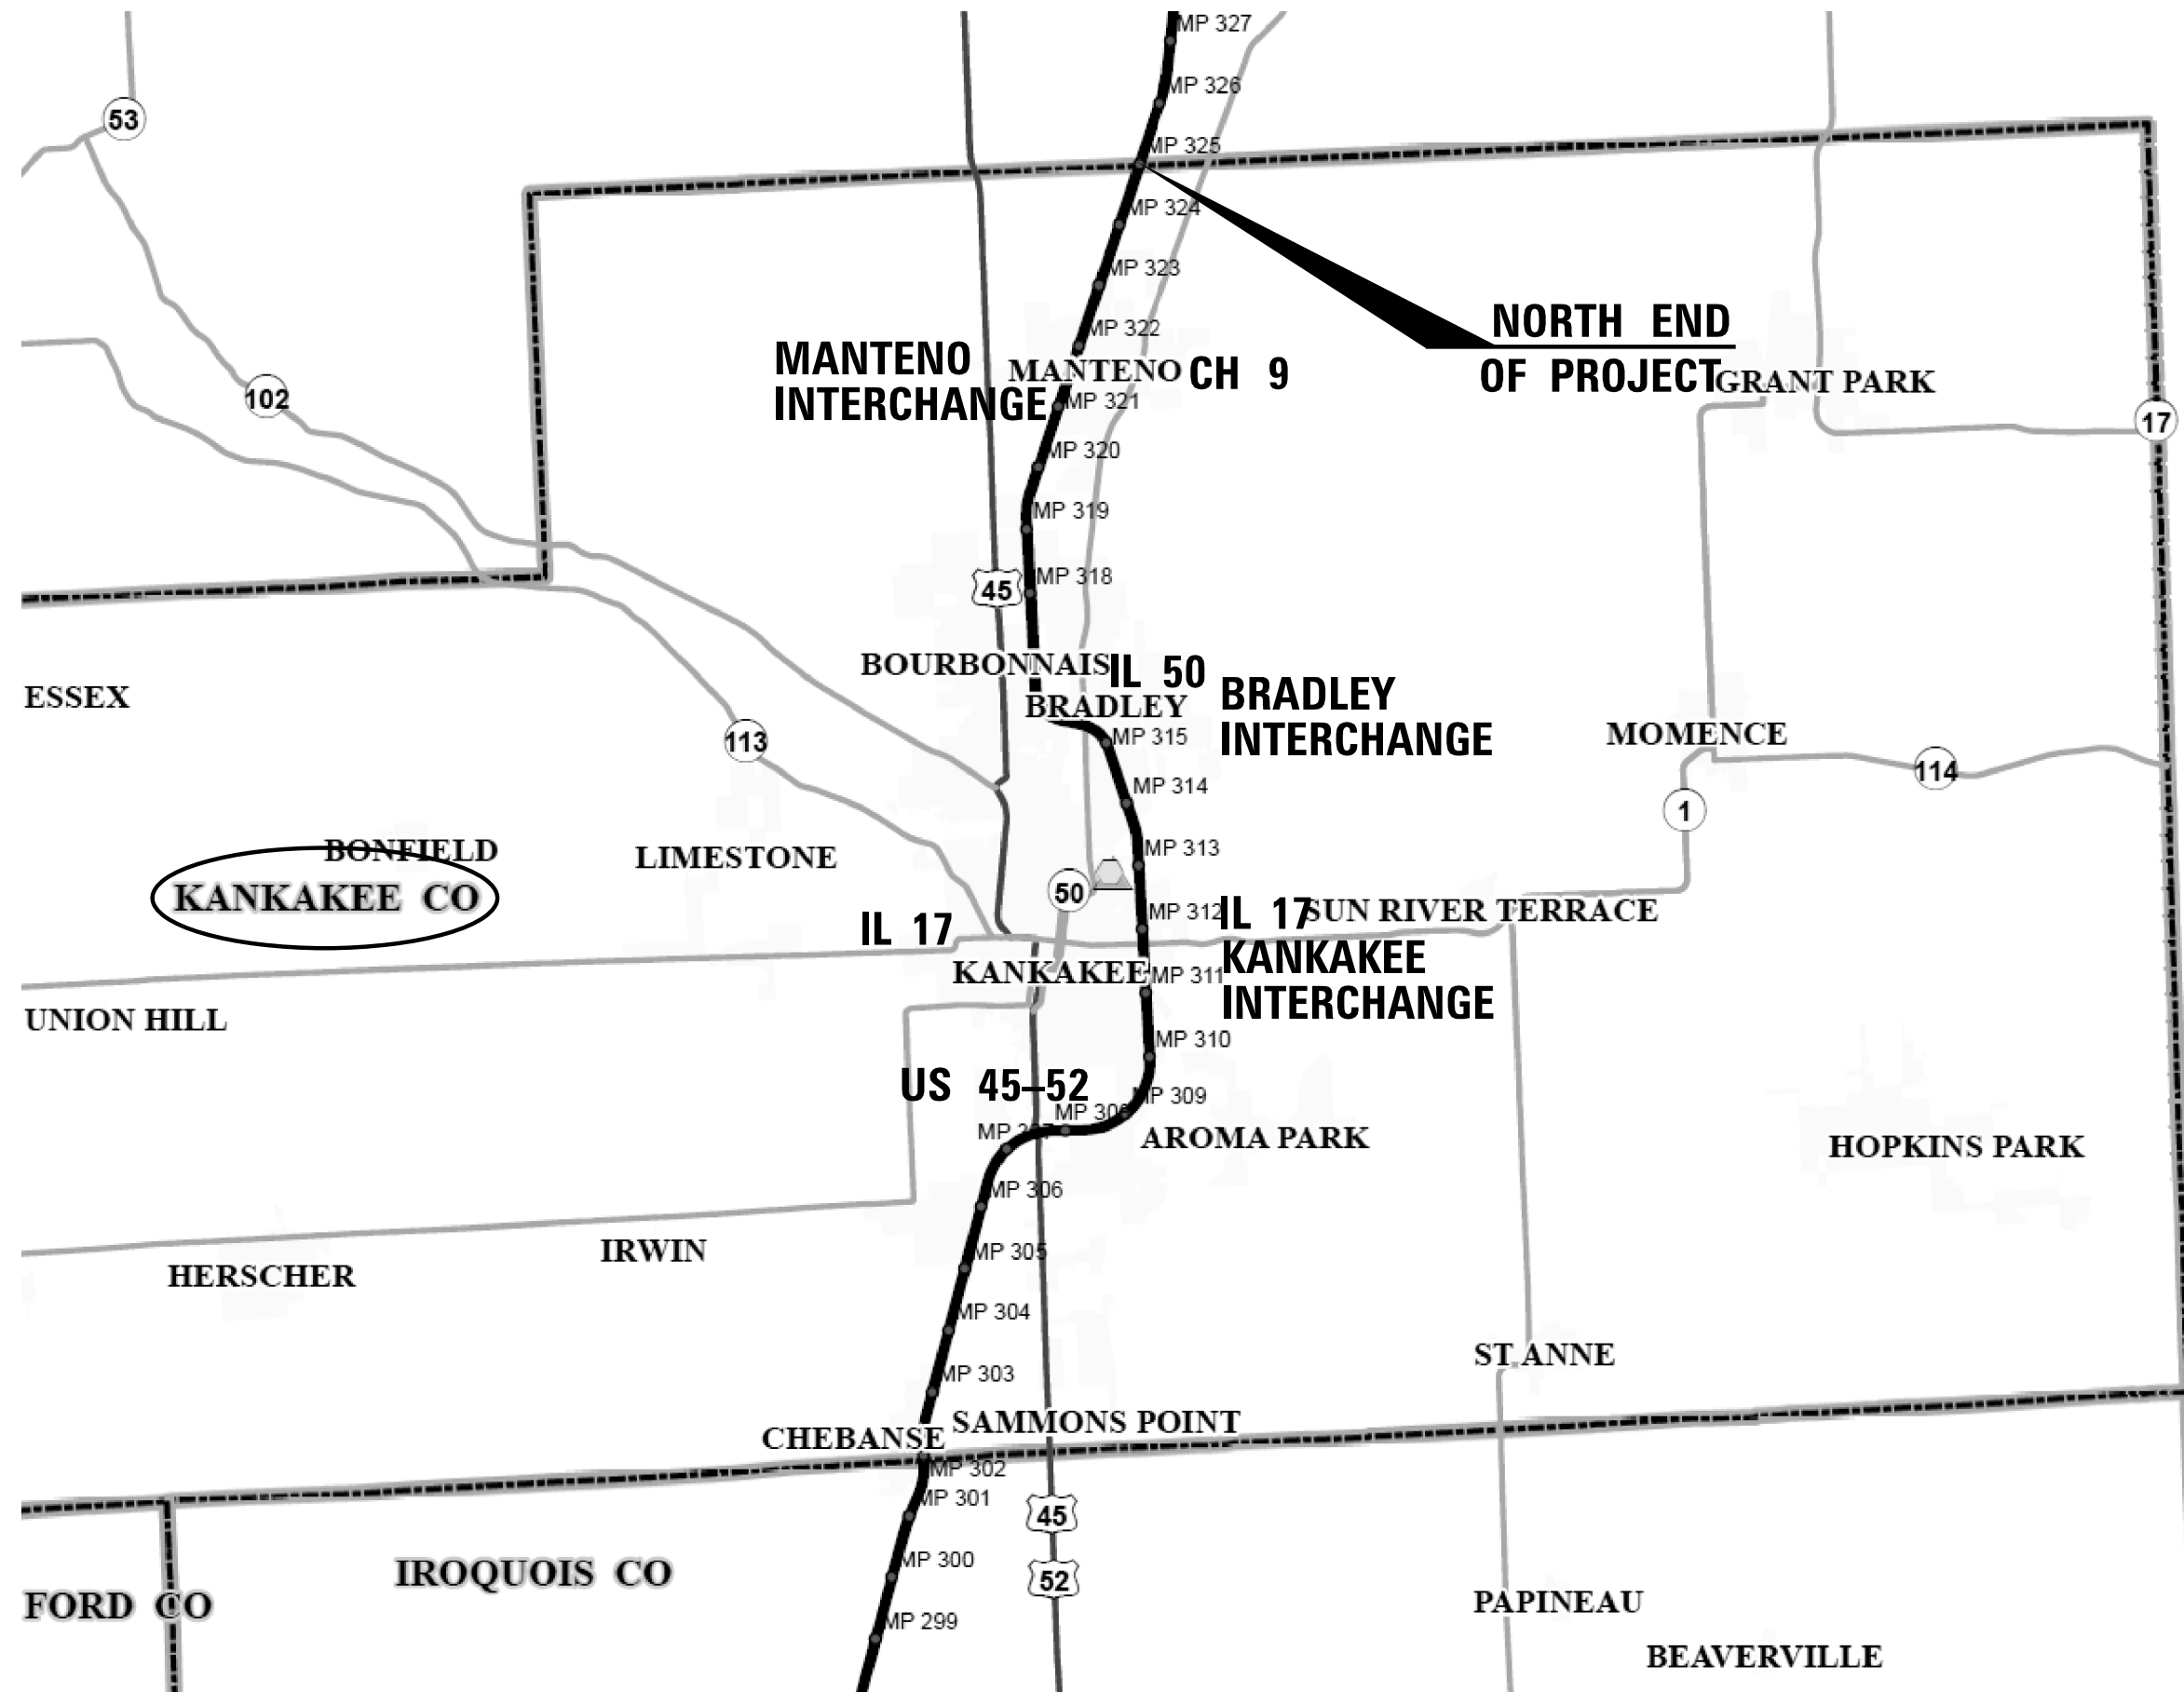 MP 327
MP 326
53
MP 325
MP 324
MP 323
NORTH END
OF PROJECT
MP 322
MANTENO
INTERCHANGE
MANTENO
CH 9
GRANT PARK
102
MP 321
17
MP 320
MP 319
MP 318
45
BOURBONNAIS
IL 50
BRADLEY
INTERCHANGE
ESSEX
BRADLEY
113
MP 315
MOMENCE
114
MP 314
1
BONFIELD
LIMESTONE
MP 313
KANKAKEE CO
50
IL 17
MP 312
IL 17
SUN RIVER TERRACE
KANKAKEE
INTERCHANGE
KANKAKEE
MP 311
UNION HILL
MP 310
US 45–52
MP 309
MP
MP
AROMA PARK
HOPKINS PARK
MP 306
IRWIN
MP 305
HERSCHER
MP 304
ST. ANNE
MP 303
SAMMONS POINT
CHEBANSE
MP 302
MP 301
45
MP 300
IROQUOIS CO
52
FORD CO
PAPINEAU
MP 299
BEAVERVILLE